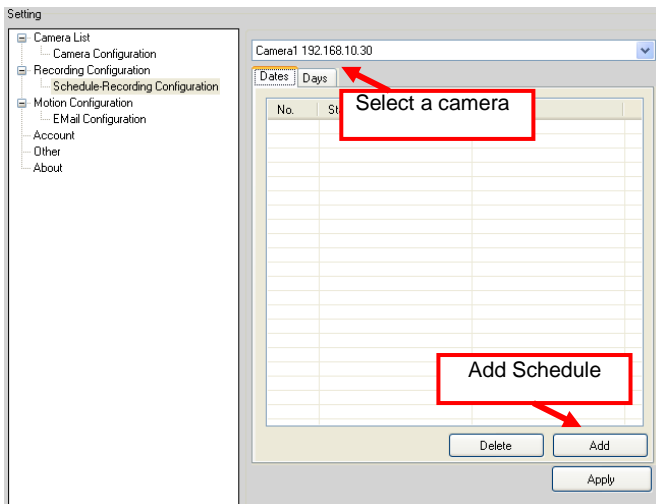 Setting
Camera List
Camera Configuration
Recording Configuration
Schedule-Recording Configuration
Motion Configuration
EMail Configuration
Account
Other
About
Camera1 192.168.10.30
Dates Days
Select a camera
No. St
Add Schedule
Delete Add
Apply